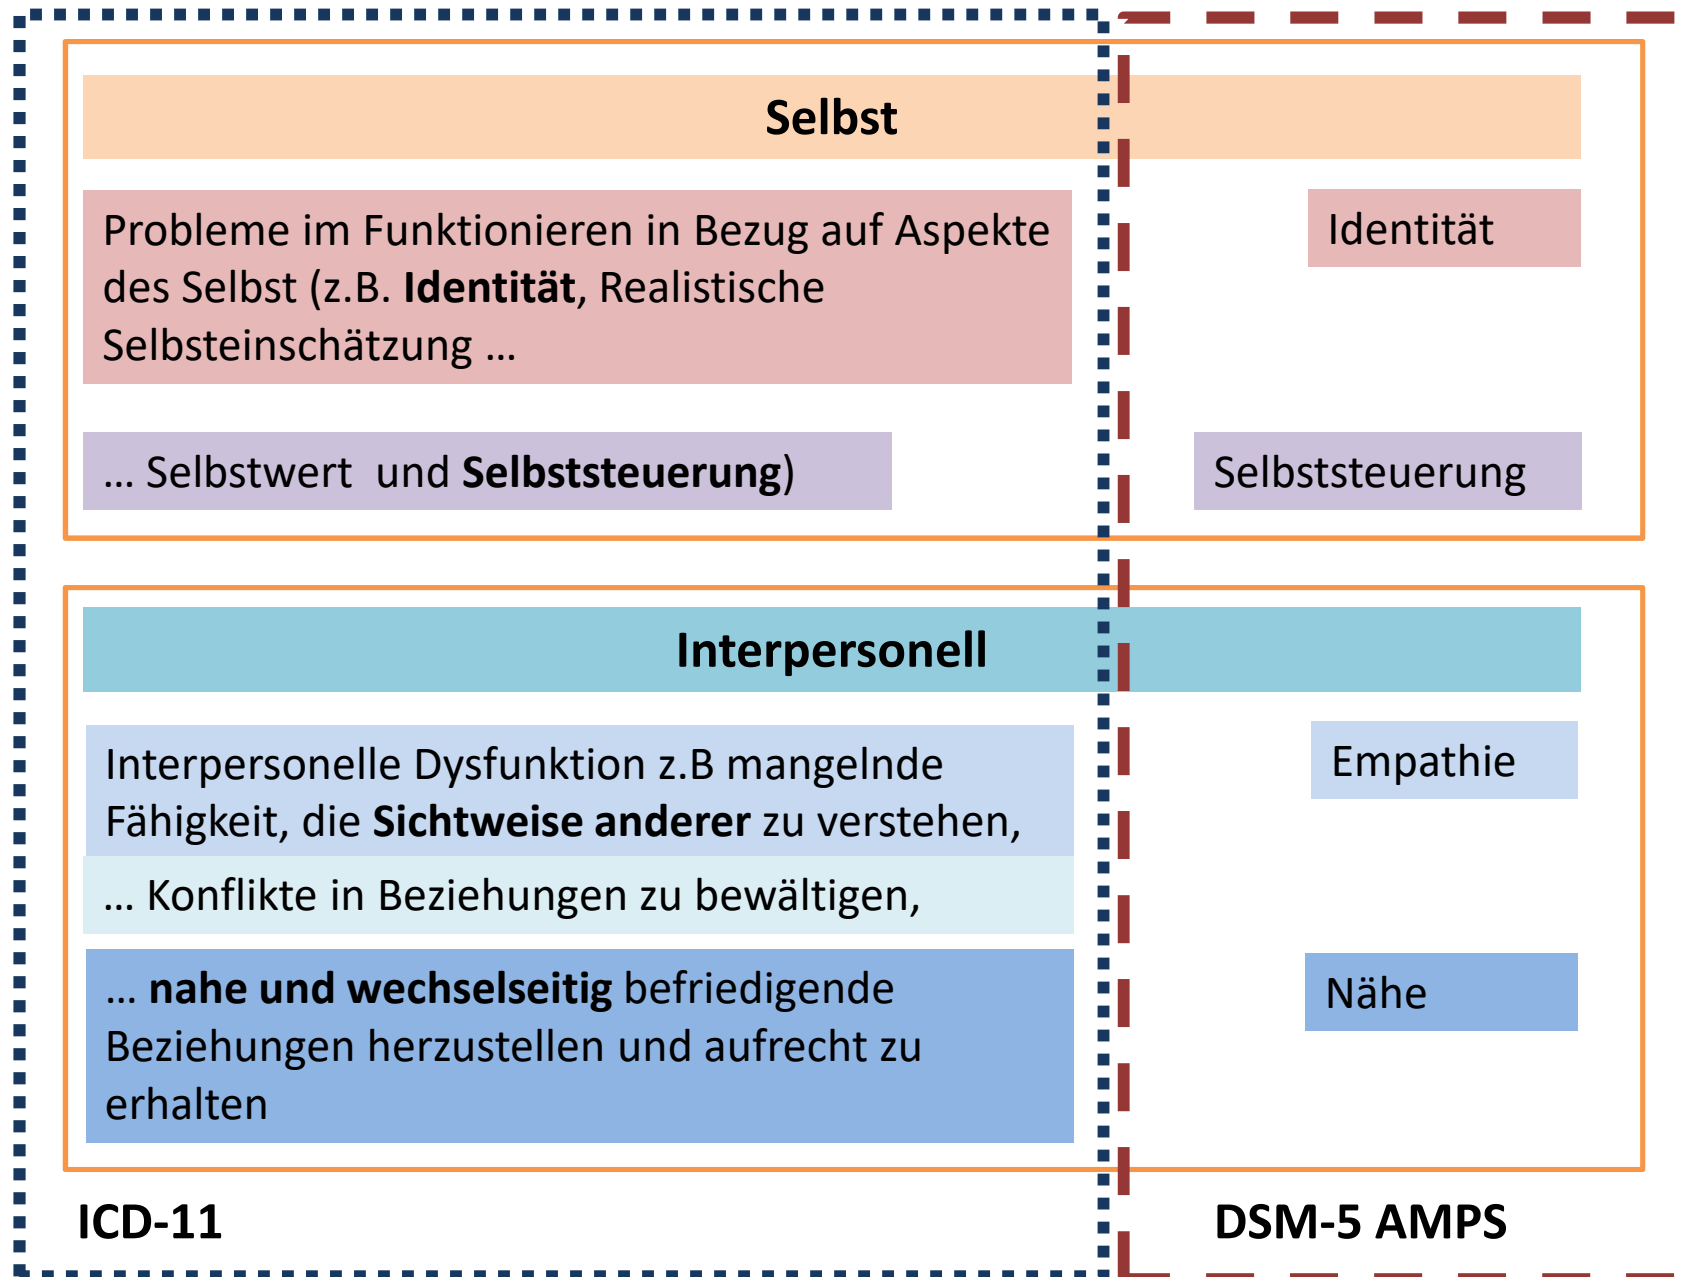 Selbst
Probleme im Funktionieren in Bezug auf Aspekte
des Selbst (z.B. Identität, Realistische
Selbsteinschätzung ...
Identität
... Selbstwert  und Selbststeuerung)
Selbststeuerung
Interpersonell
Interpersonelle Dysfunktion z.B mangelnde
Fähigkeit, die Sichtweise anderer zu verstehen,
Empathie
... Konflikte in Beziehungen zu bewältigen,
... nahe und wechselseitig befriedigende
Beziehungen herzustellen und aufrecht zu
erhalten
Nähe
ICD-11
DSM-5 AMPS